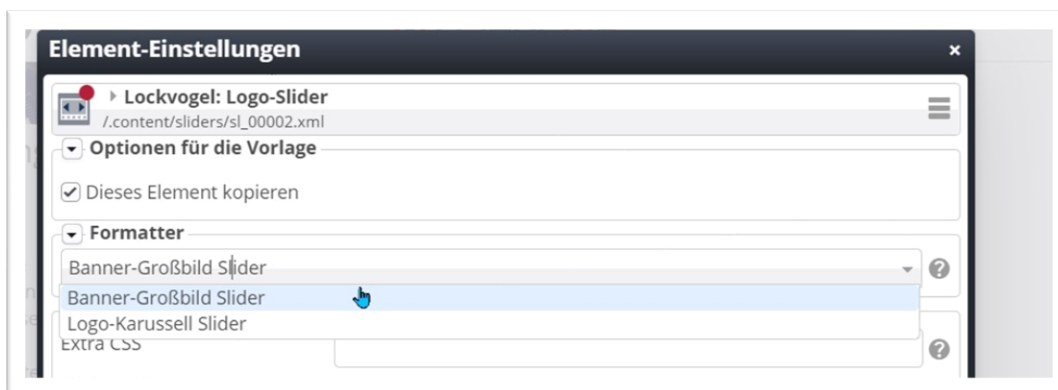 Element-Einstellungen
Lockvogel: Logo-Slider
/.content/sliders/sl_00002.xml
Optionen für die Vorlage
Dieses Element kopieren
Formatter
Banner-Großbild Slider
Banner-Großbild Slider
Logo-Karussell Slider
Extra CSS